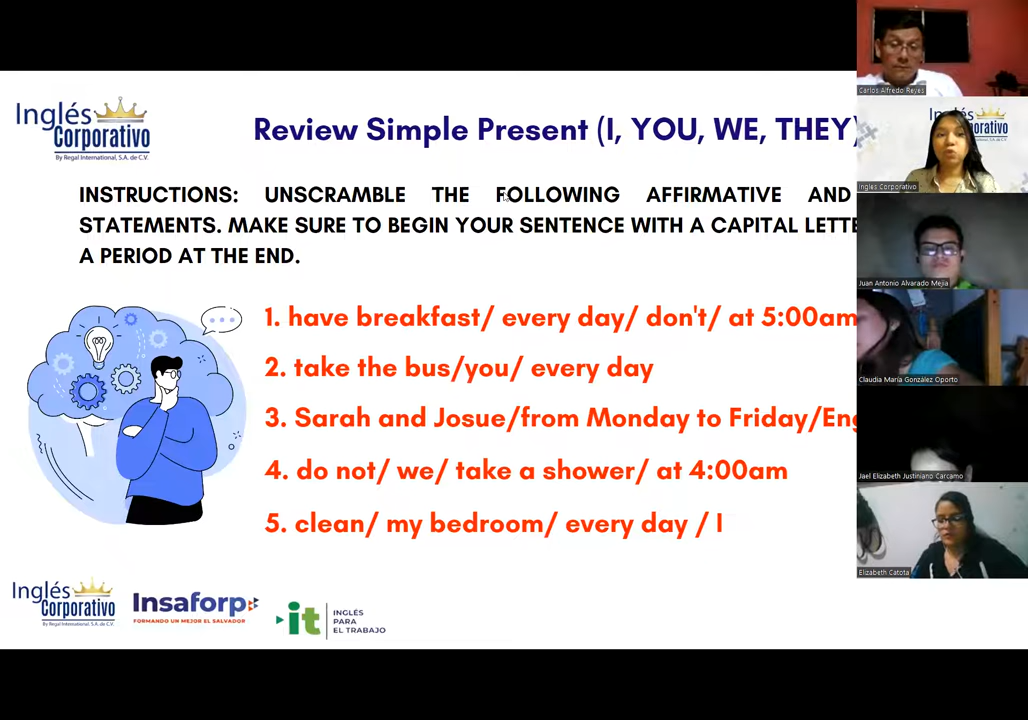 Inglés
Corporativo
By Regal International, S.A. de C.V.
Review Simple Present (I, YOU, WE, THEY)
INSTRUCTIONS: UNSCRAMBLE THE FOLLOWING AFFIRMATIVE AND
STATEMENTS. MAKE SURE TO BEGIN YOUR SENTENCE WITH A CAPITAL LETTE
A PERIOD AT THE END.
1. have breakfast/ every day/ don't/ at 5:00am
2. take the bus/you/ every day
3. Sarah and Josue/from Monday to Friday/Eng
4. do not/ we/ take a shower/ at 4:00am
5. clean/ my bedroom/ every day / I
Inglés
Corporativo
By Regal International, S.A. de C.V.
Insaforp
FORMANDO UN MEJOR EL SALVADOR
it
INGLÉS
PARA
EL TRABAJO
Carlos Alfredo Reyes
Inglés
Corporativo
Ingles Corporativo
Juan Antonio Alvarado Mejia
Claudia María González Oporto
Jael Elizabeth Justiniano Carcamo
Elizabeth Catota